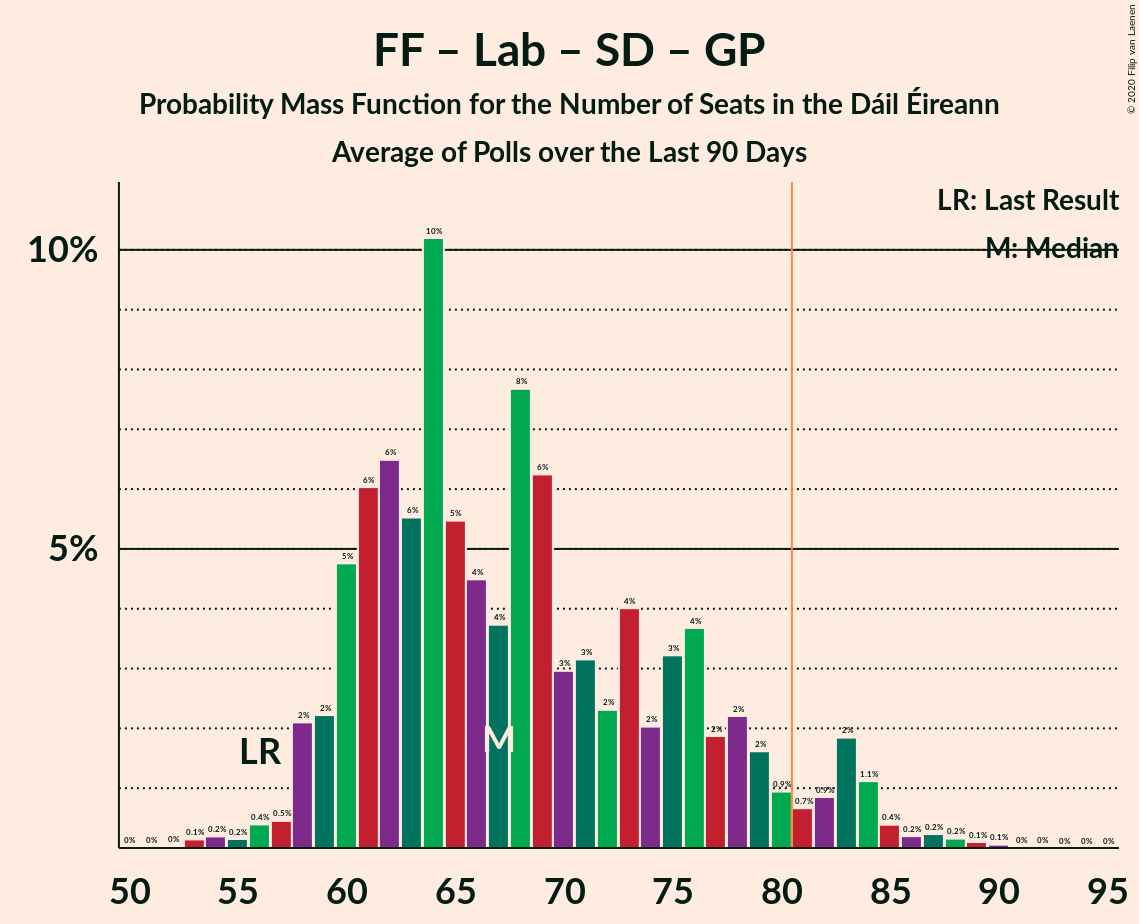 FF – Lab – SD – GP
Probability Mass Function for the Number of Seats in the Dáil Éireann
Average of Polls over the Last 90 Days
© 2020 Filip van Laenen
LR: Last Result
M: Median
10%
5%
0% 0% 0% 0.1% 0.2% 0.2% 0.4% 0.5% 2% 2% 5% 6% 6% 6% 10% 5% 4% 4% 8% 6% 3% 3% 2% 4% 2% 3% 4% 2% 2% 2% 0.9% 0.7% 0.9% 2% 1.1% 0.4% 0.2% 0.2% 0.2% 0.1% 0.1% 0% 0% 0% 0% 0%
LR
M
50 55 60 65 70 75 80 85 90 95